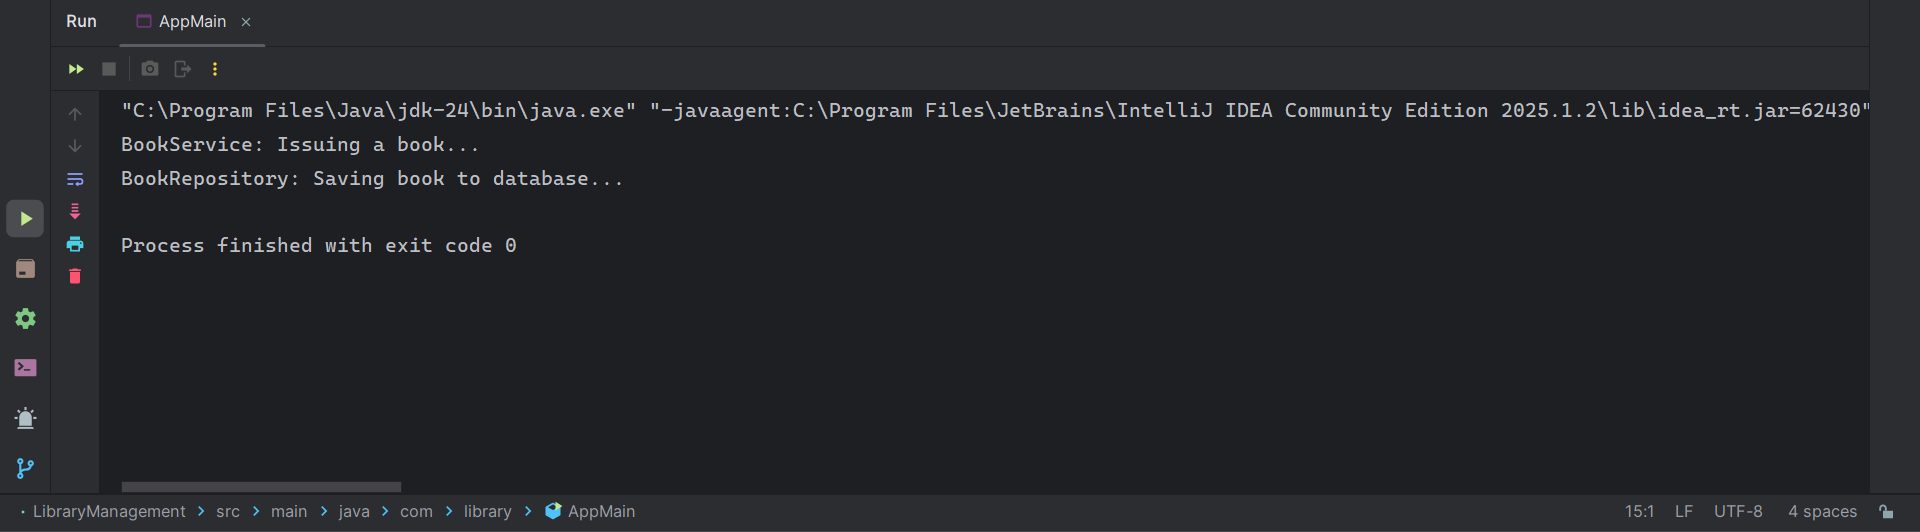 Run AppMain
"C:\Program Files\Java\jdk-24\bin\java.exe" "-javaagent:C:\Program Files\JetBrains\IntelliJ IDEA Community Edition 2025.1.2\lib\idea_rt.jar=62430"
BookService: Issuing a book...
BookRepository: Saving book to database...
Process finished with exit code 0
LibraryManagement > src > main > java > com > library > AppMain 15:1 LF UTF-8 4 spaces